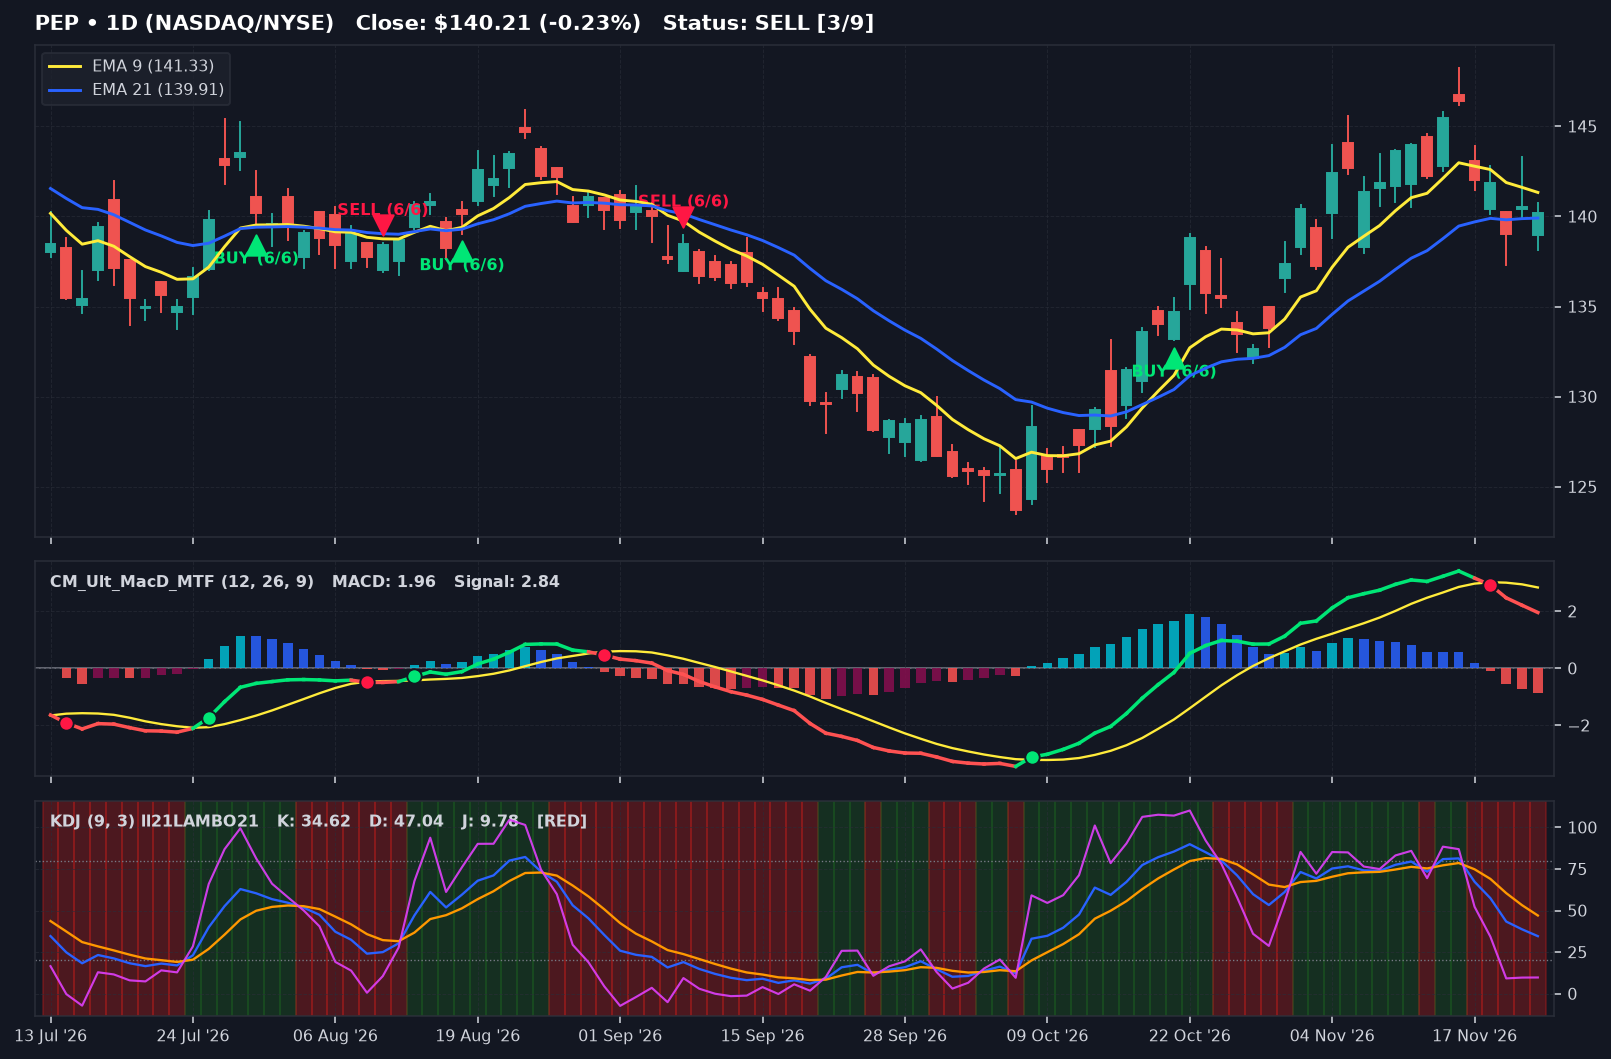 PEP • 1D (NASDAQ/NYSE)   Close: $140.21 (-0.23%)   Status: SELL [3/9]
EMA 9 (141.33)
EMA 21 (139.91)
145
140
135
130
125
SELL (6/6)
SELL (6/6)
BUY (6/6)
BUY (6/6)
BUY (6/6)
CM_Ult_MacD_MTF (12, 26, 9)   MACD: 1.96   Signal: 2.84
2
0
−2
KDJ (9, 3) II21LAMBO21   K: 34.62   D: 47.04   J: 9.78   [RED]
100
75
50
25
0
13 Jul '26
24 Jul '26
06 Aug '26
19 Aug '26
01 Sep '26
15 Sep '26
28 Sep '26
09 Oct '26
22 Oct '26
04 Nov '26
17 Nov '26